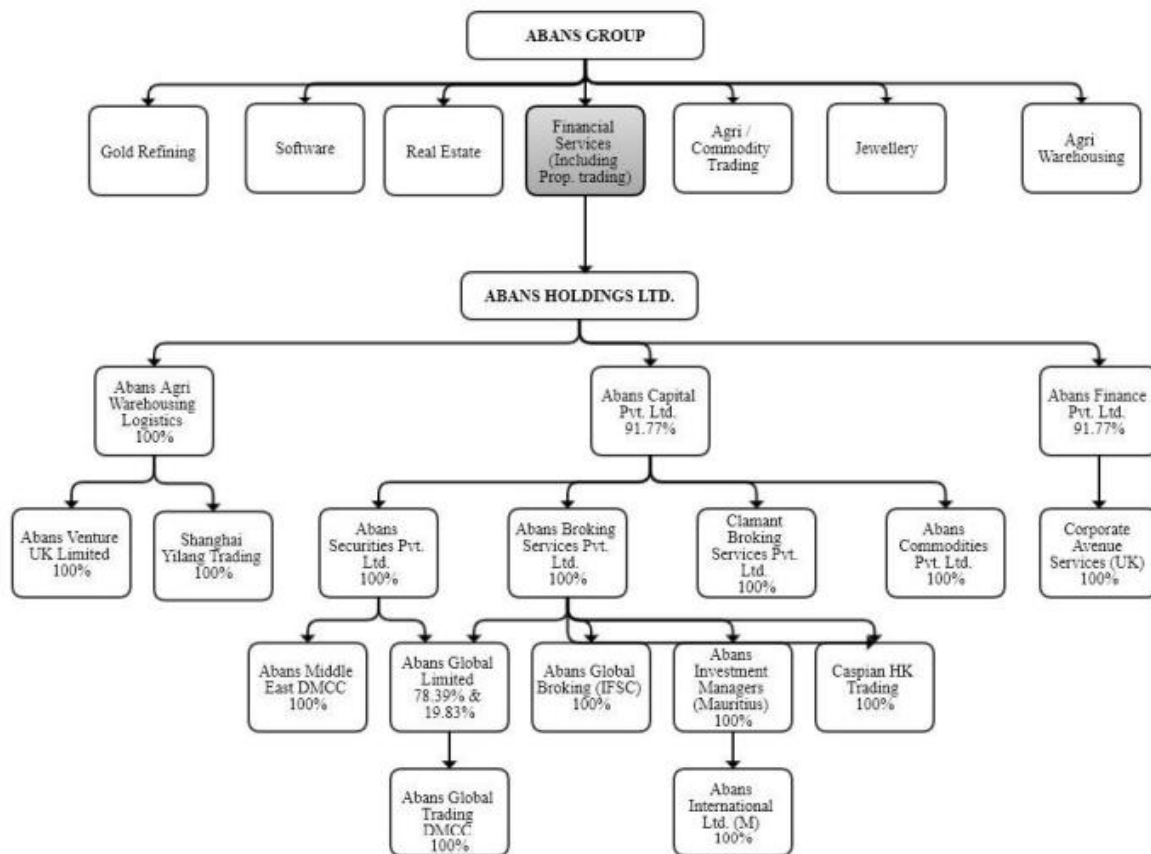 ABANS GROUP
Gold Refining
Software
Real Estate
Financial
Services
(Including
Prop. trading)
Agri /
Commodity
Trading
Jewellery
Agri
Warehousing
ABANS HOLDINGS LTD.
Abans Agri
Warehousing
Logistics
100%
Abans Capital
Pvt. Ltd.
91.77%
Abans Finance
Pvt. Ltd.
91.77%
Abans Venture
UK Limited
100%
Shanghai
Yilang Trading
100%
Abans
Securities Pvt.
Ltd.
100%
Abans Broking
Services Pvt.
Ltd.
100%
Clamant
Broking
Services Pvt.
Ltd.
100%
Abans
Commodities
Pvt. Ltd.
100%
Corporate
Avenue
Services (UK)
100%
Abans Middle
East DMCC
100%
Abans Global
Limited
78.39% &
19.83%
Abans Global
Broking (IFSC)
100%
Abans
Investment
Managers
(Mauritius)
100%
Caspian HK
Trading
100%
Abans Global
Trading
DMCC
100%
Abans
International
Ltd. (M)
100%